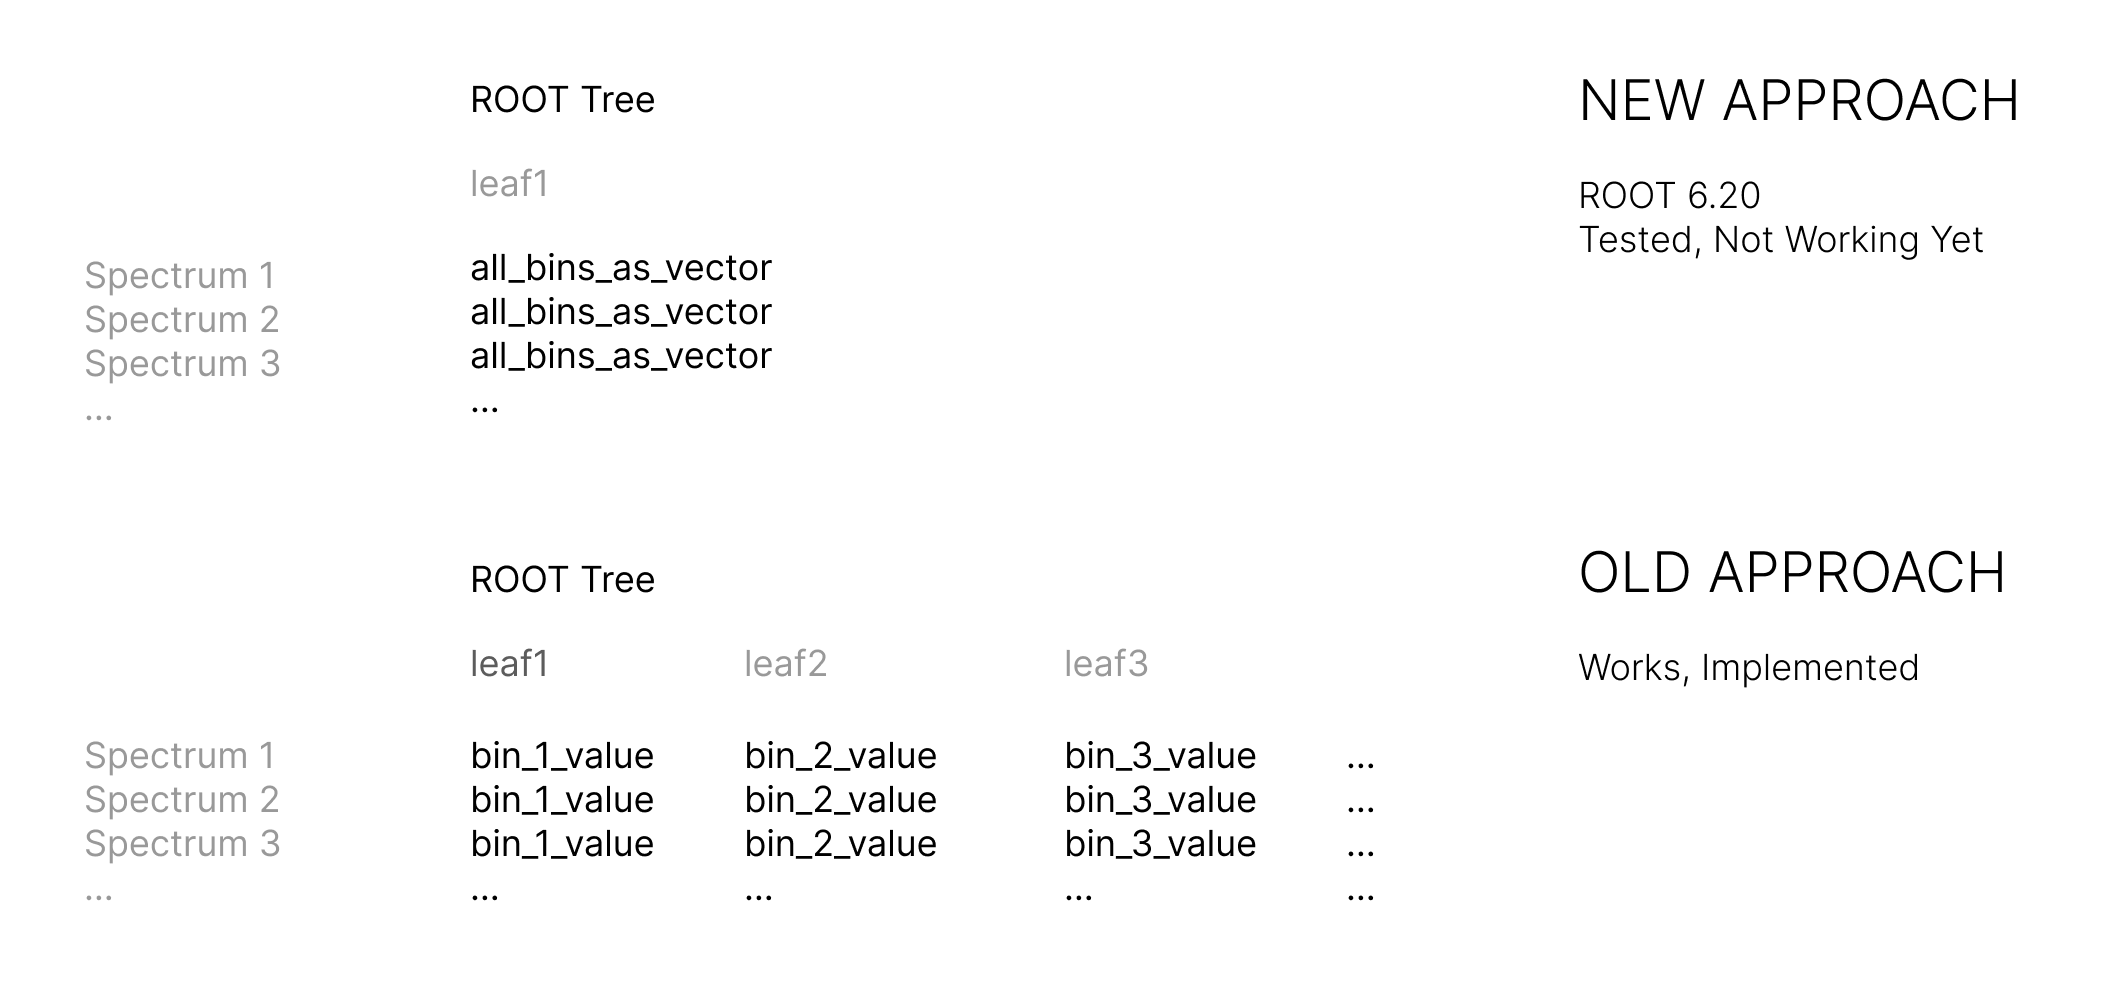 ROOT Tree
NEW APPROACH
leaf1
ROOT 6.20
Tested, Not Working Yet
Spectrum 1 all_bins_as_vector
Spectrum 2 all_bins_as_vector
Spectrum 3 all_bins_as_vector
... ...
ROOT Tree
OLD APPROACH
leaf1 leaf2 leaf3
Works, Implemented
Spectrum 1 bin_1_value bin_2_value bin_3_value ...
Spectrum 2 bin_1_value bin_2_value bin_3_value ...
Spectrum 3 bin_1_value bin_2_value bin_3_value ...
... ... ... ... ...